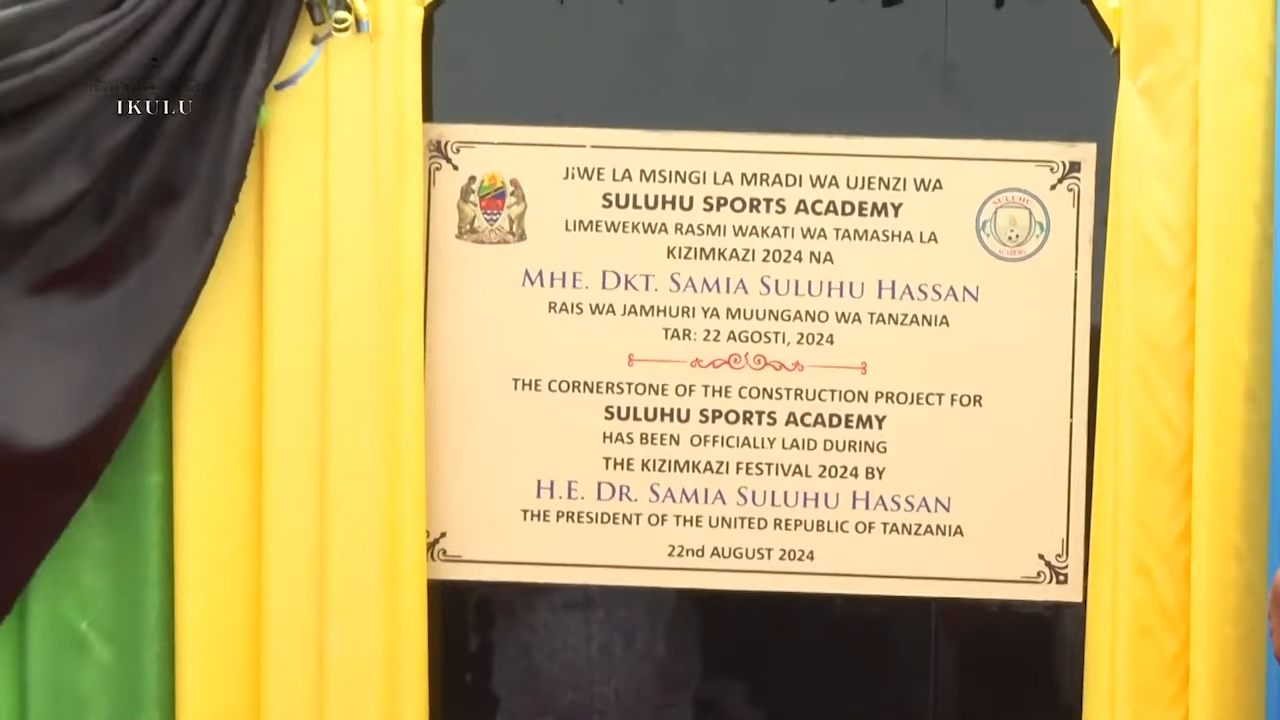 IKULU
JiWE LA MSINGI LA MRADI WA UJENZI WA
SULUHU SPORTS ACADEMY
LIMEWEKWA RASMI WAKATI WA TAMASHA LA
KIZIMKAZI 2024 NA
MHE. DKT. SAMIA SULUHU HASSAN
RAIS WA JAMHURI YA MUUNGANO WA TANZANIA
TAR: 22 AGOSTI, 2024
SULUHU
ACADEMY
THE CORNERSTONE OF THE CONSTRUCTION PROJECT FOR
SULUHU SPORTS ACADEMY
HAS BEEN OFFICIALLY LAID DURING
THE KIZIMKAZI FESTIVAL 2024 BY
H.E. DR. SAMIA SULUHU HASSAN
THE PRESIDENT OF THE UNITED REPUBLIC OF TANZANIA
22nd AUGUST 2024